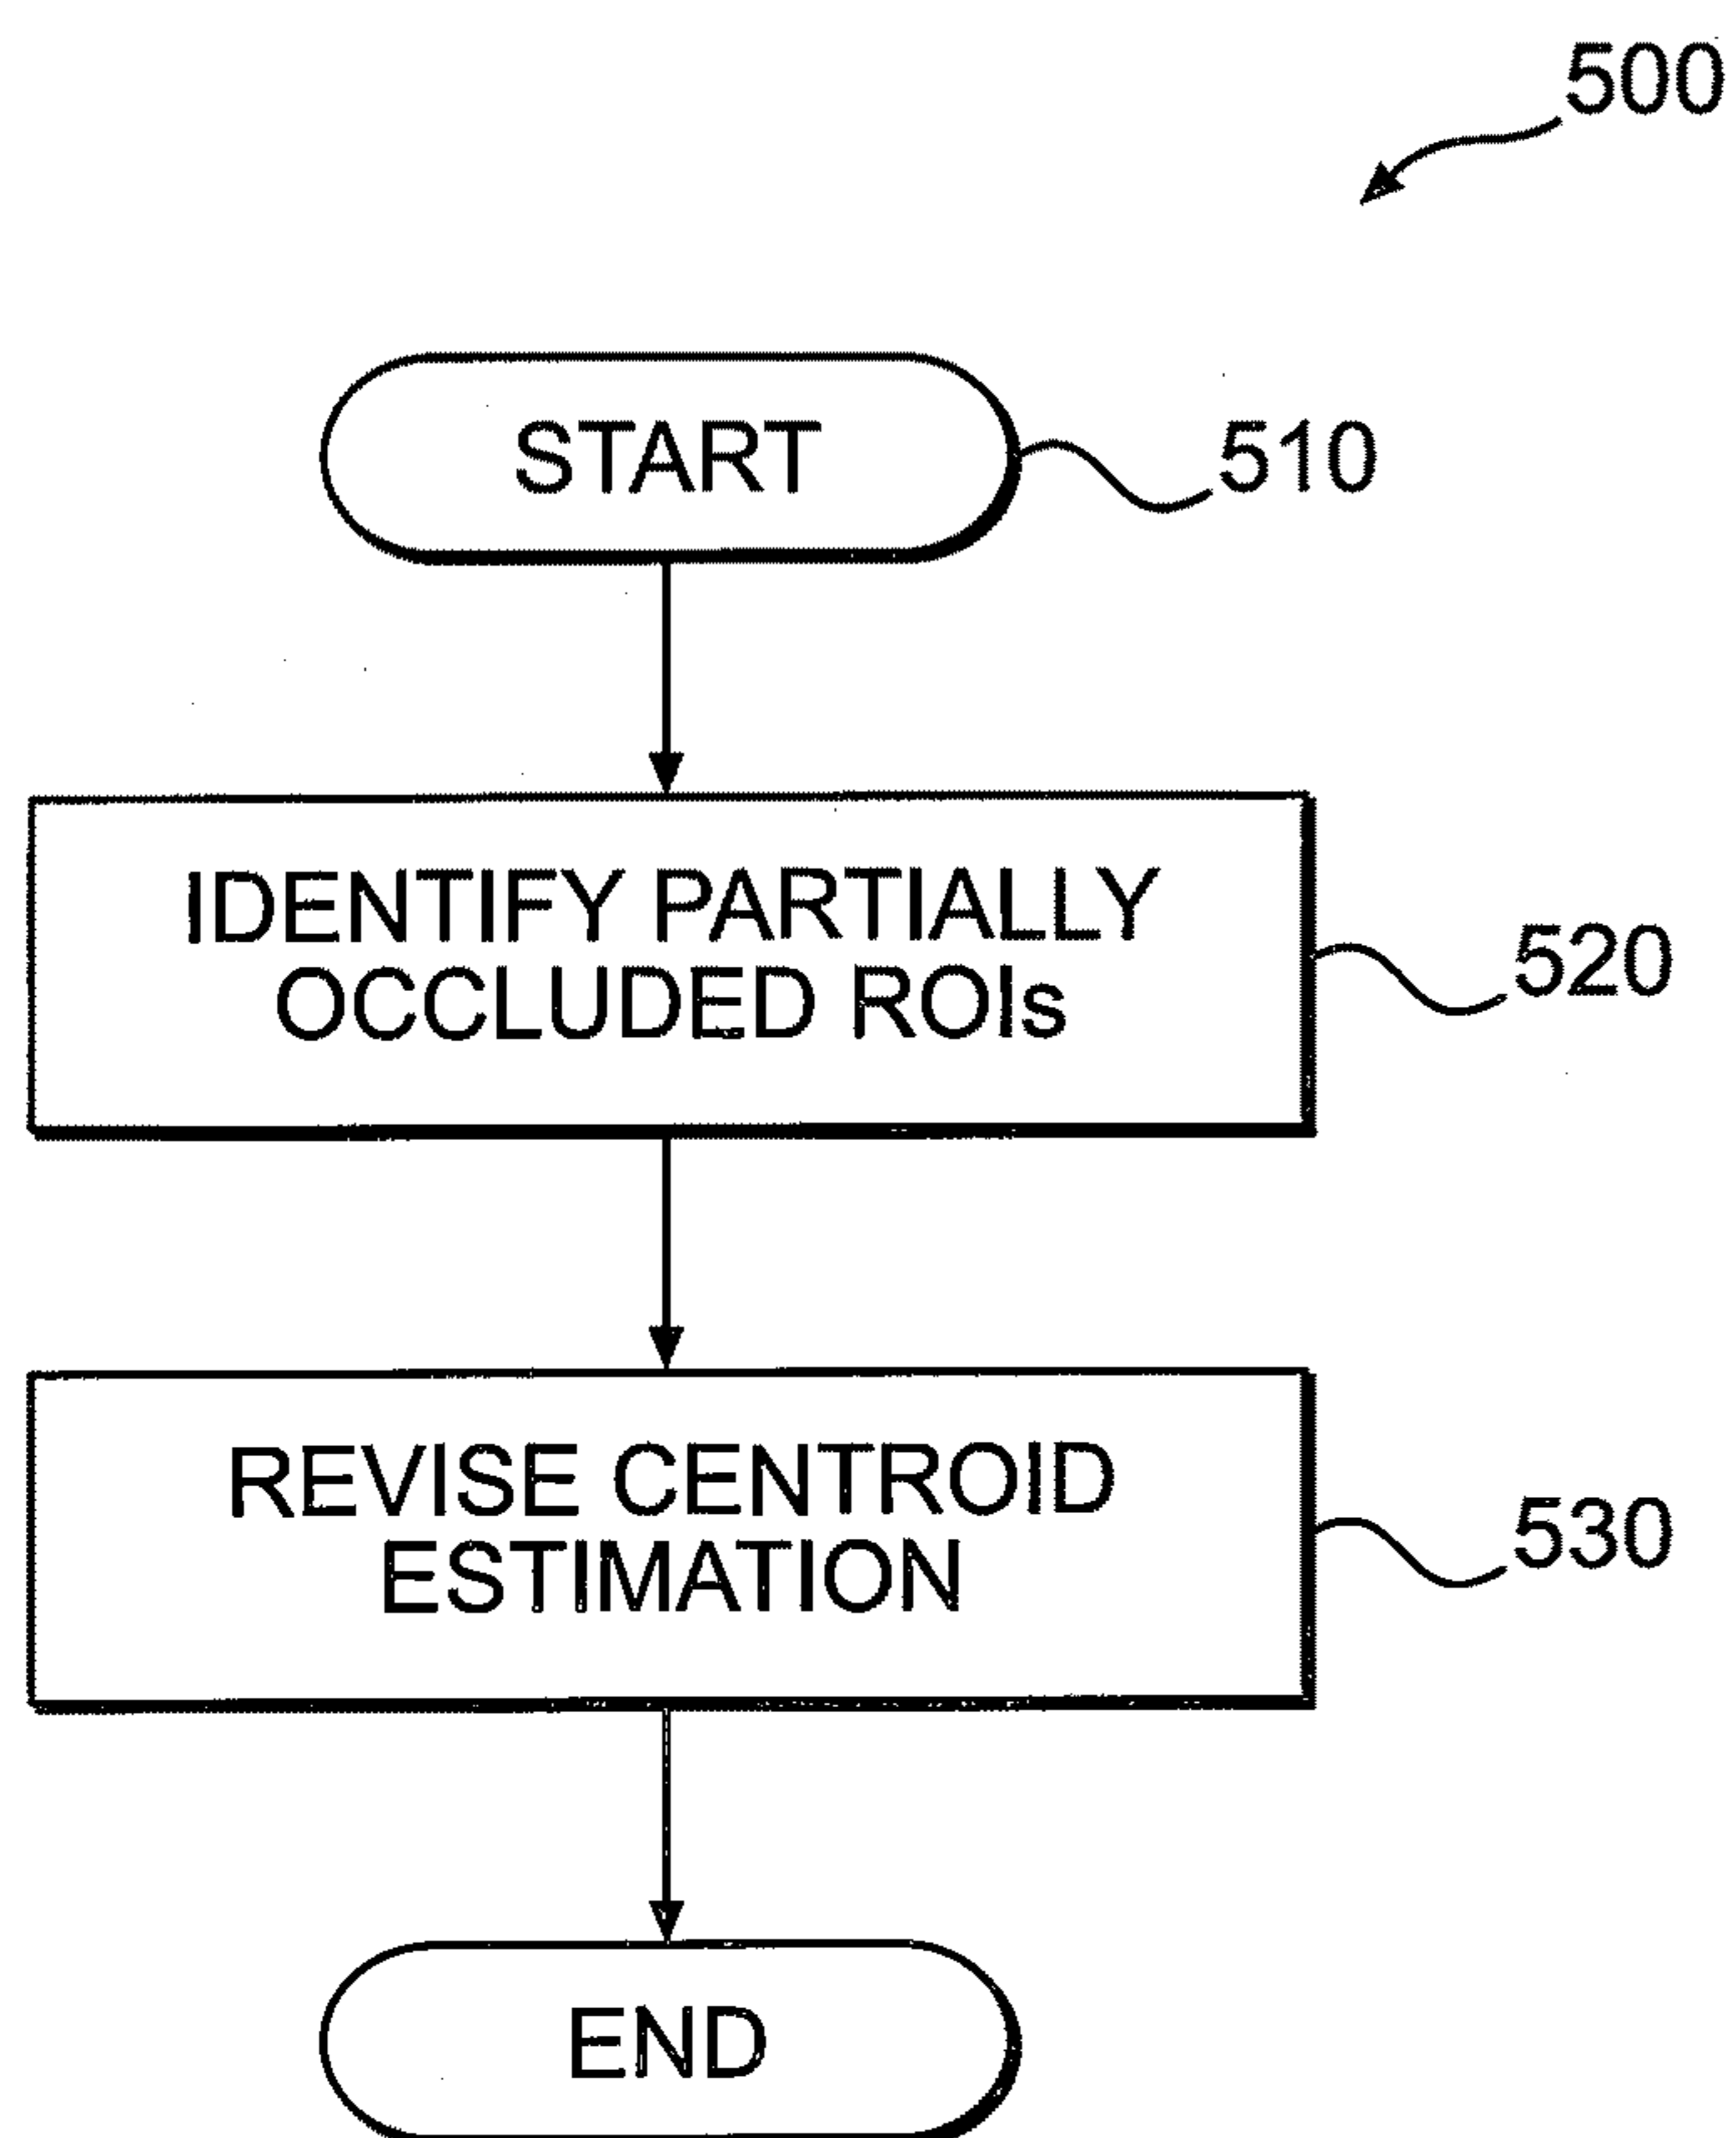 500
START
510
IDENTIFY PARTIALLY
OCCLUDED ROIs
520
REVISE CENTROID
ESTIMATION
530
END